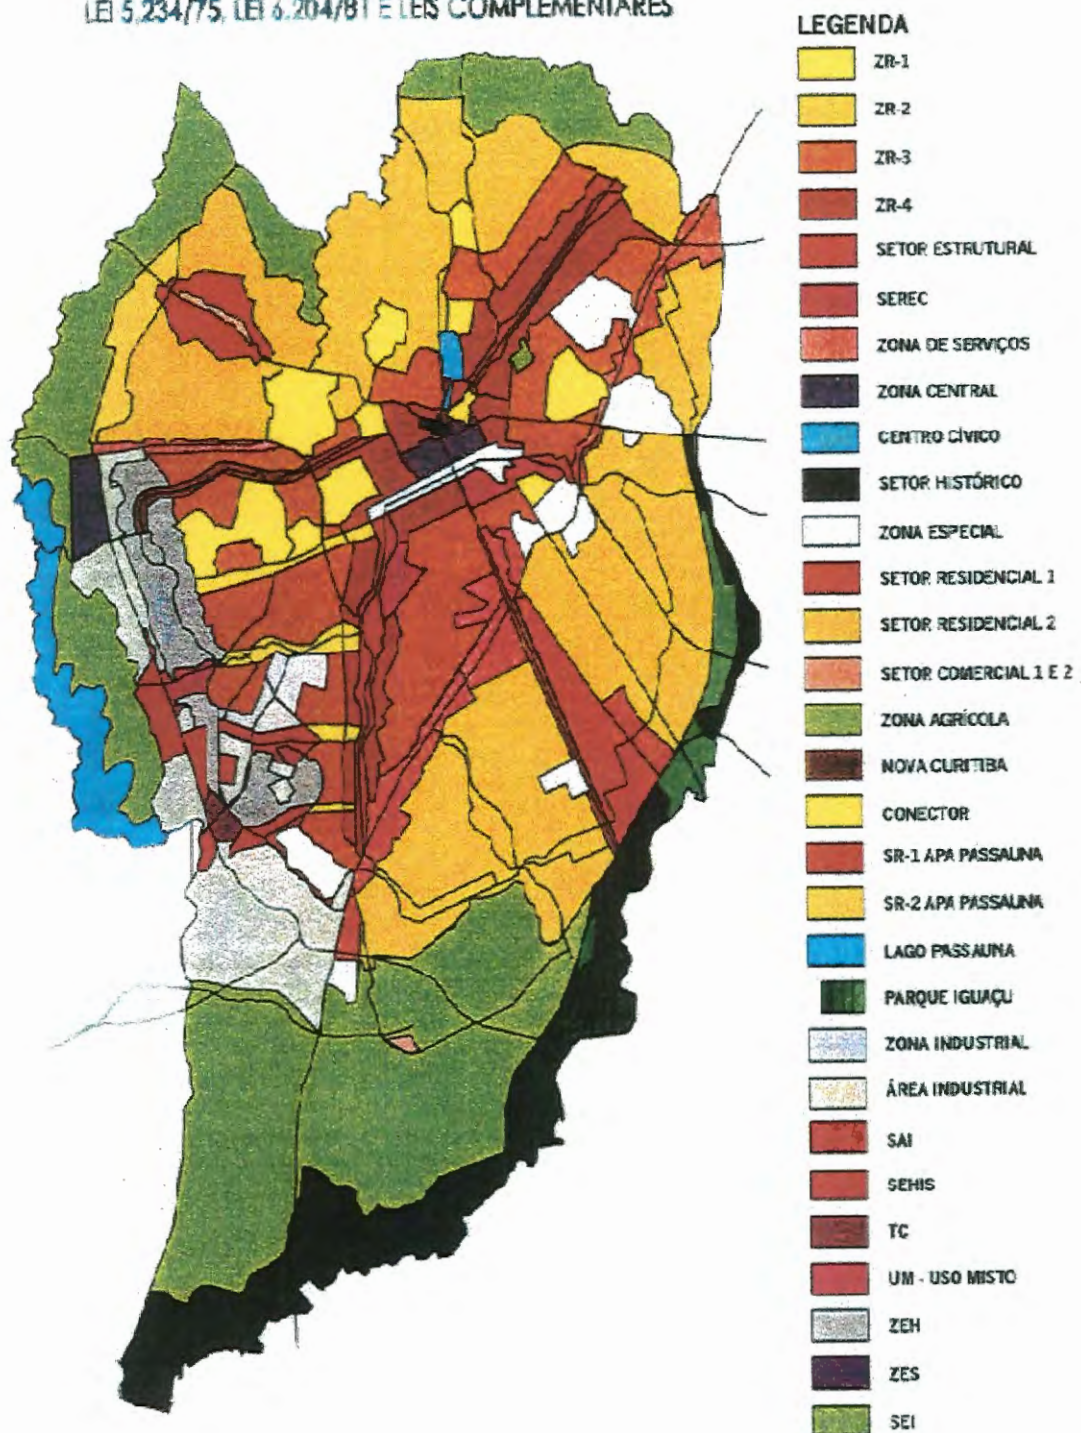 LEI 5.234/75, LEI 6.204/81 E LEIS COMPLEMENTARES
LEGENDA
ZR-1
ZR-2
ZR-3
ZR-4
SETOR ESTRUTURAL
SEREC
ZONA DE SERVIÇOS
ZONA CENTRAL
CENTRO CÍVICO
SETOR HISTÓRICO
ZONA ESPECIAL
SETOR RESIDENCIAL 1
SETOR RESIDENCIAL 2
SETOR COMERCIAL 1 E 2
ZONA AGRÍCOLA
NOVA CURITIBA
CONECTOR
SR-1 APA PASSAUNA
SR-2 APA PASSAUNA
LAGO PASSAUNA
PARQUE IGUAÇU
ZONA INDUSTRIAL
ÁREA INDUSTRIAL
SAI
SEHIS
TC
UM - USO MISTO
ZEH
ZES
SEI